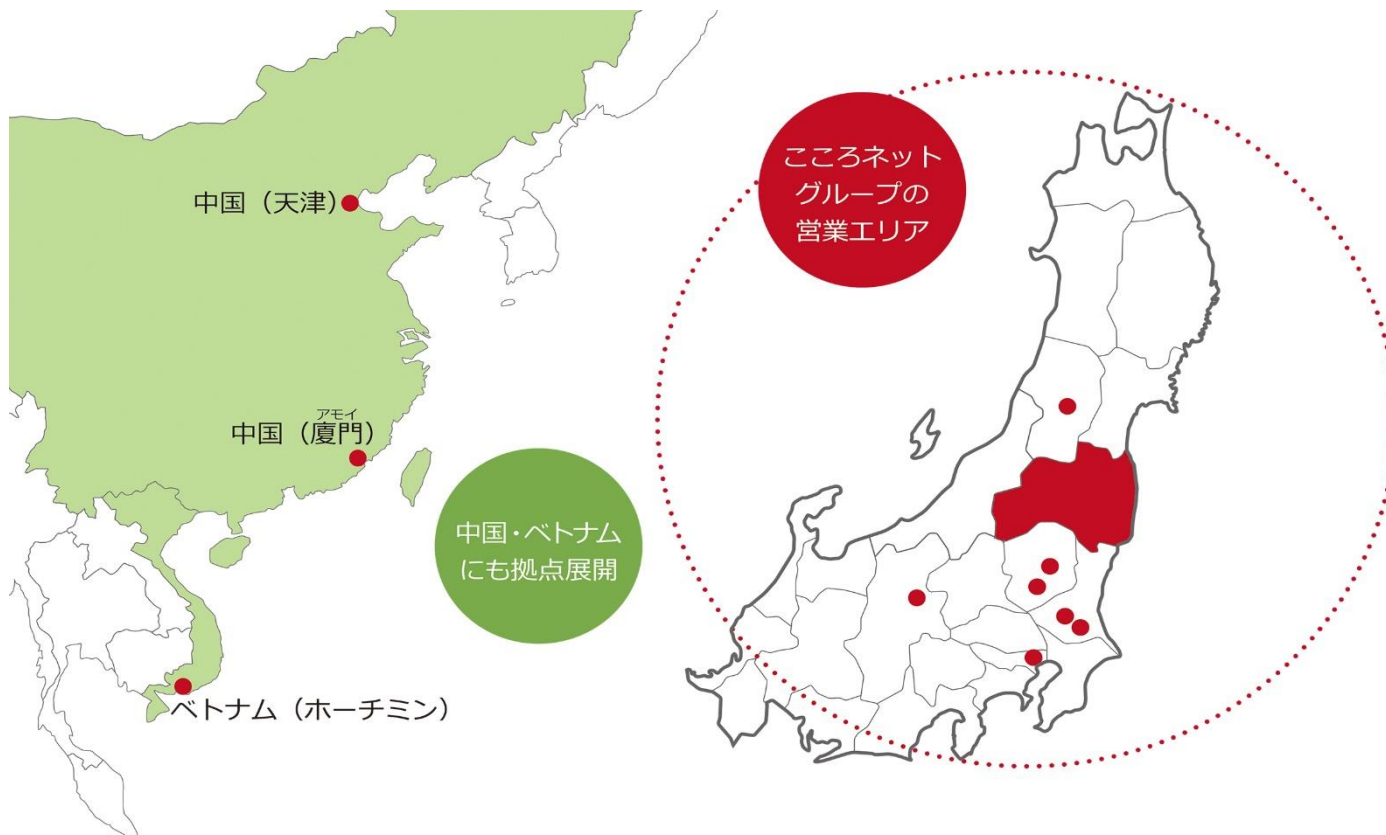 中国（天津）
アモイ
中国（廈門）
中国・ベトナム
にも拠点展開
ベトナム（ホーチミン）
こころネット
グループの
営業エリア